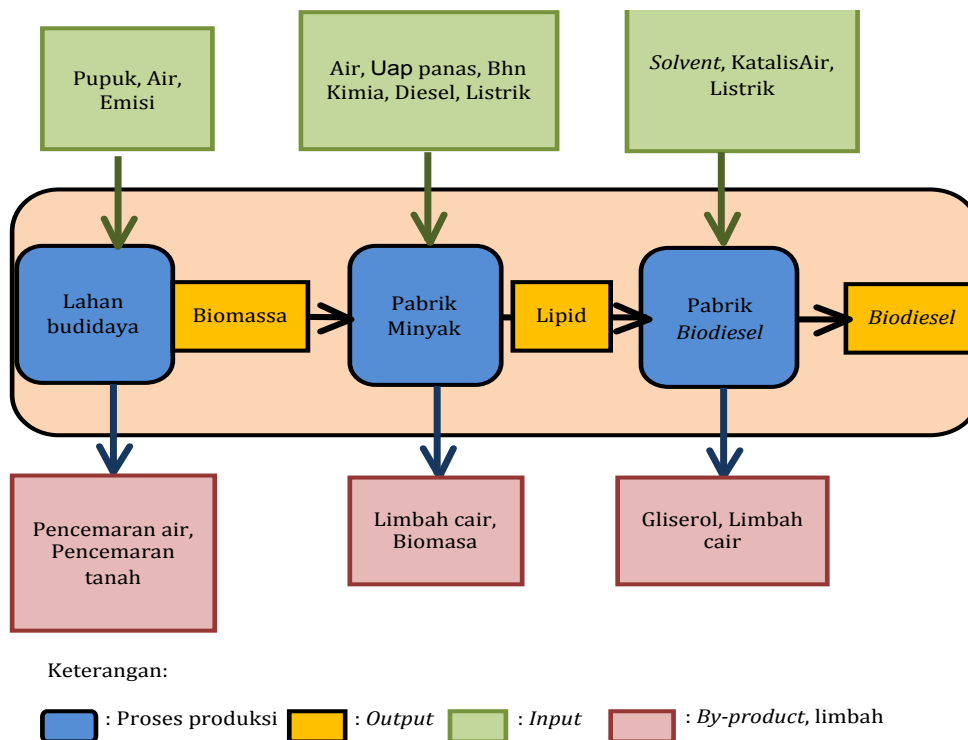 Pupuk, Air,
Emisi
Air, Uap panas, Bhn
Kimia, Diesel, Listrik
Solvent, KatalisAir,
Listrik
Lahan
budidaya
Biomassa
Pabrik
Minyak
Lipid
Pabrik
Biodiesel
Biodiesel
Pencemaran air,
Pencemaran
tanah
Limbah cair,
Biomasa
Gliserol, Limbah
cair
Keterangan:
: Proses produksi
: Output
: Input
: By-product, limbah